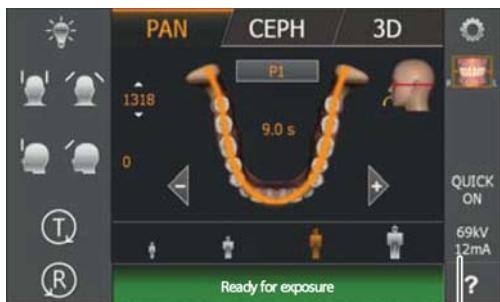 PAN
CEPH
3D
P1
1318
9.0 s
0
QUICK
ON
69kV
12mA
T
R
Ready for exposure
?